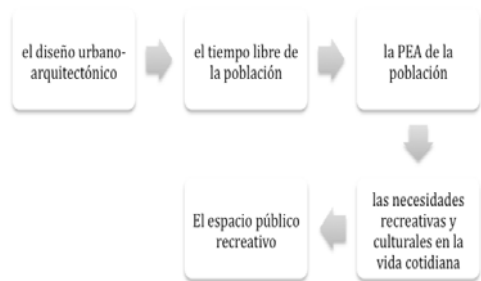 el diseño urbano-
arquitectónico
el tiempo libre de
la población
la PEA de la
población
las necesidades
recreativas y
culturales en la
vida cotidiana
El espacio público
recreativo